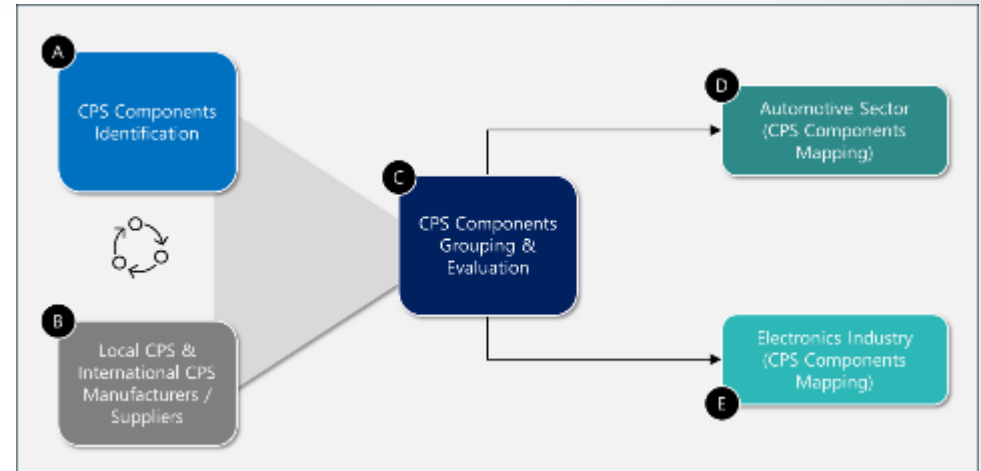 A
CPS Components
Identification
B
Local CPS &
International CPS
Manufacturers /
Suppliers
C
CPS Components
Grouping &
Evaluation
D
Automotive Sector
(CPS Components
Mapping)
Electronics Industry
(CPS Components
Mapping)
E